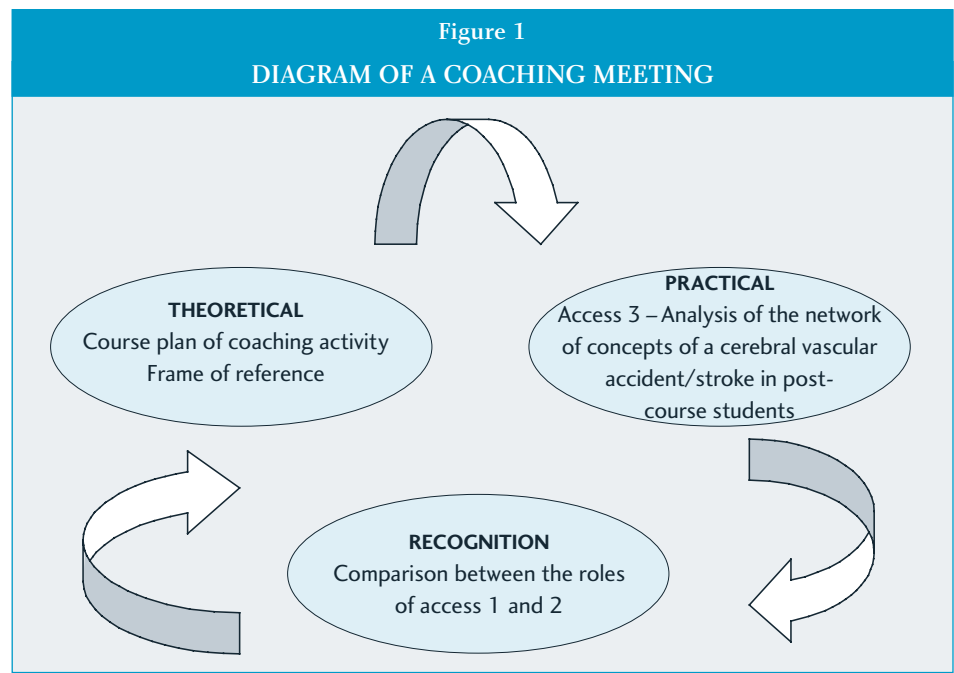 Figure 1
DIAGRAM OF A COACHING MEETING
THEORETICAL
Course plan of coaching activity
Frame of reference
PRACTICAL
Access 3 – Analysis of the network
of concepts of a cerebral vascular
accident/stroke in post-
course students
RECOGNITION
Comparison between the roles
of access 1 and 2